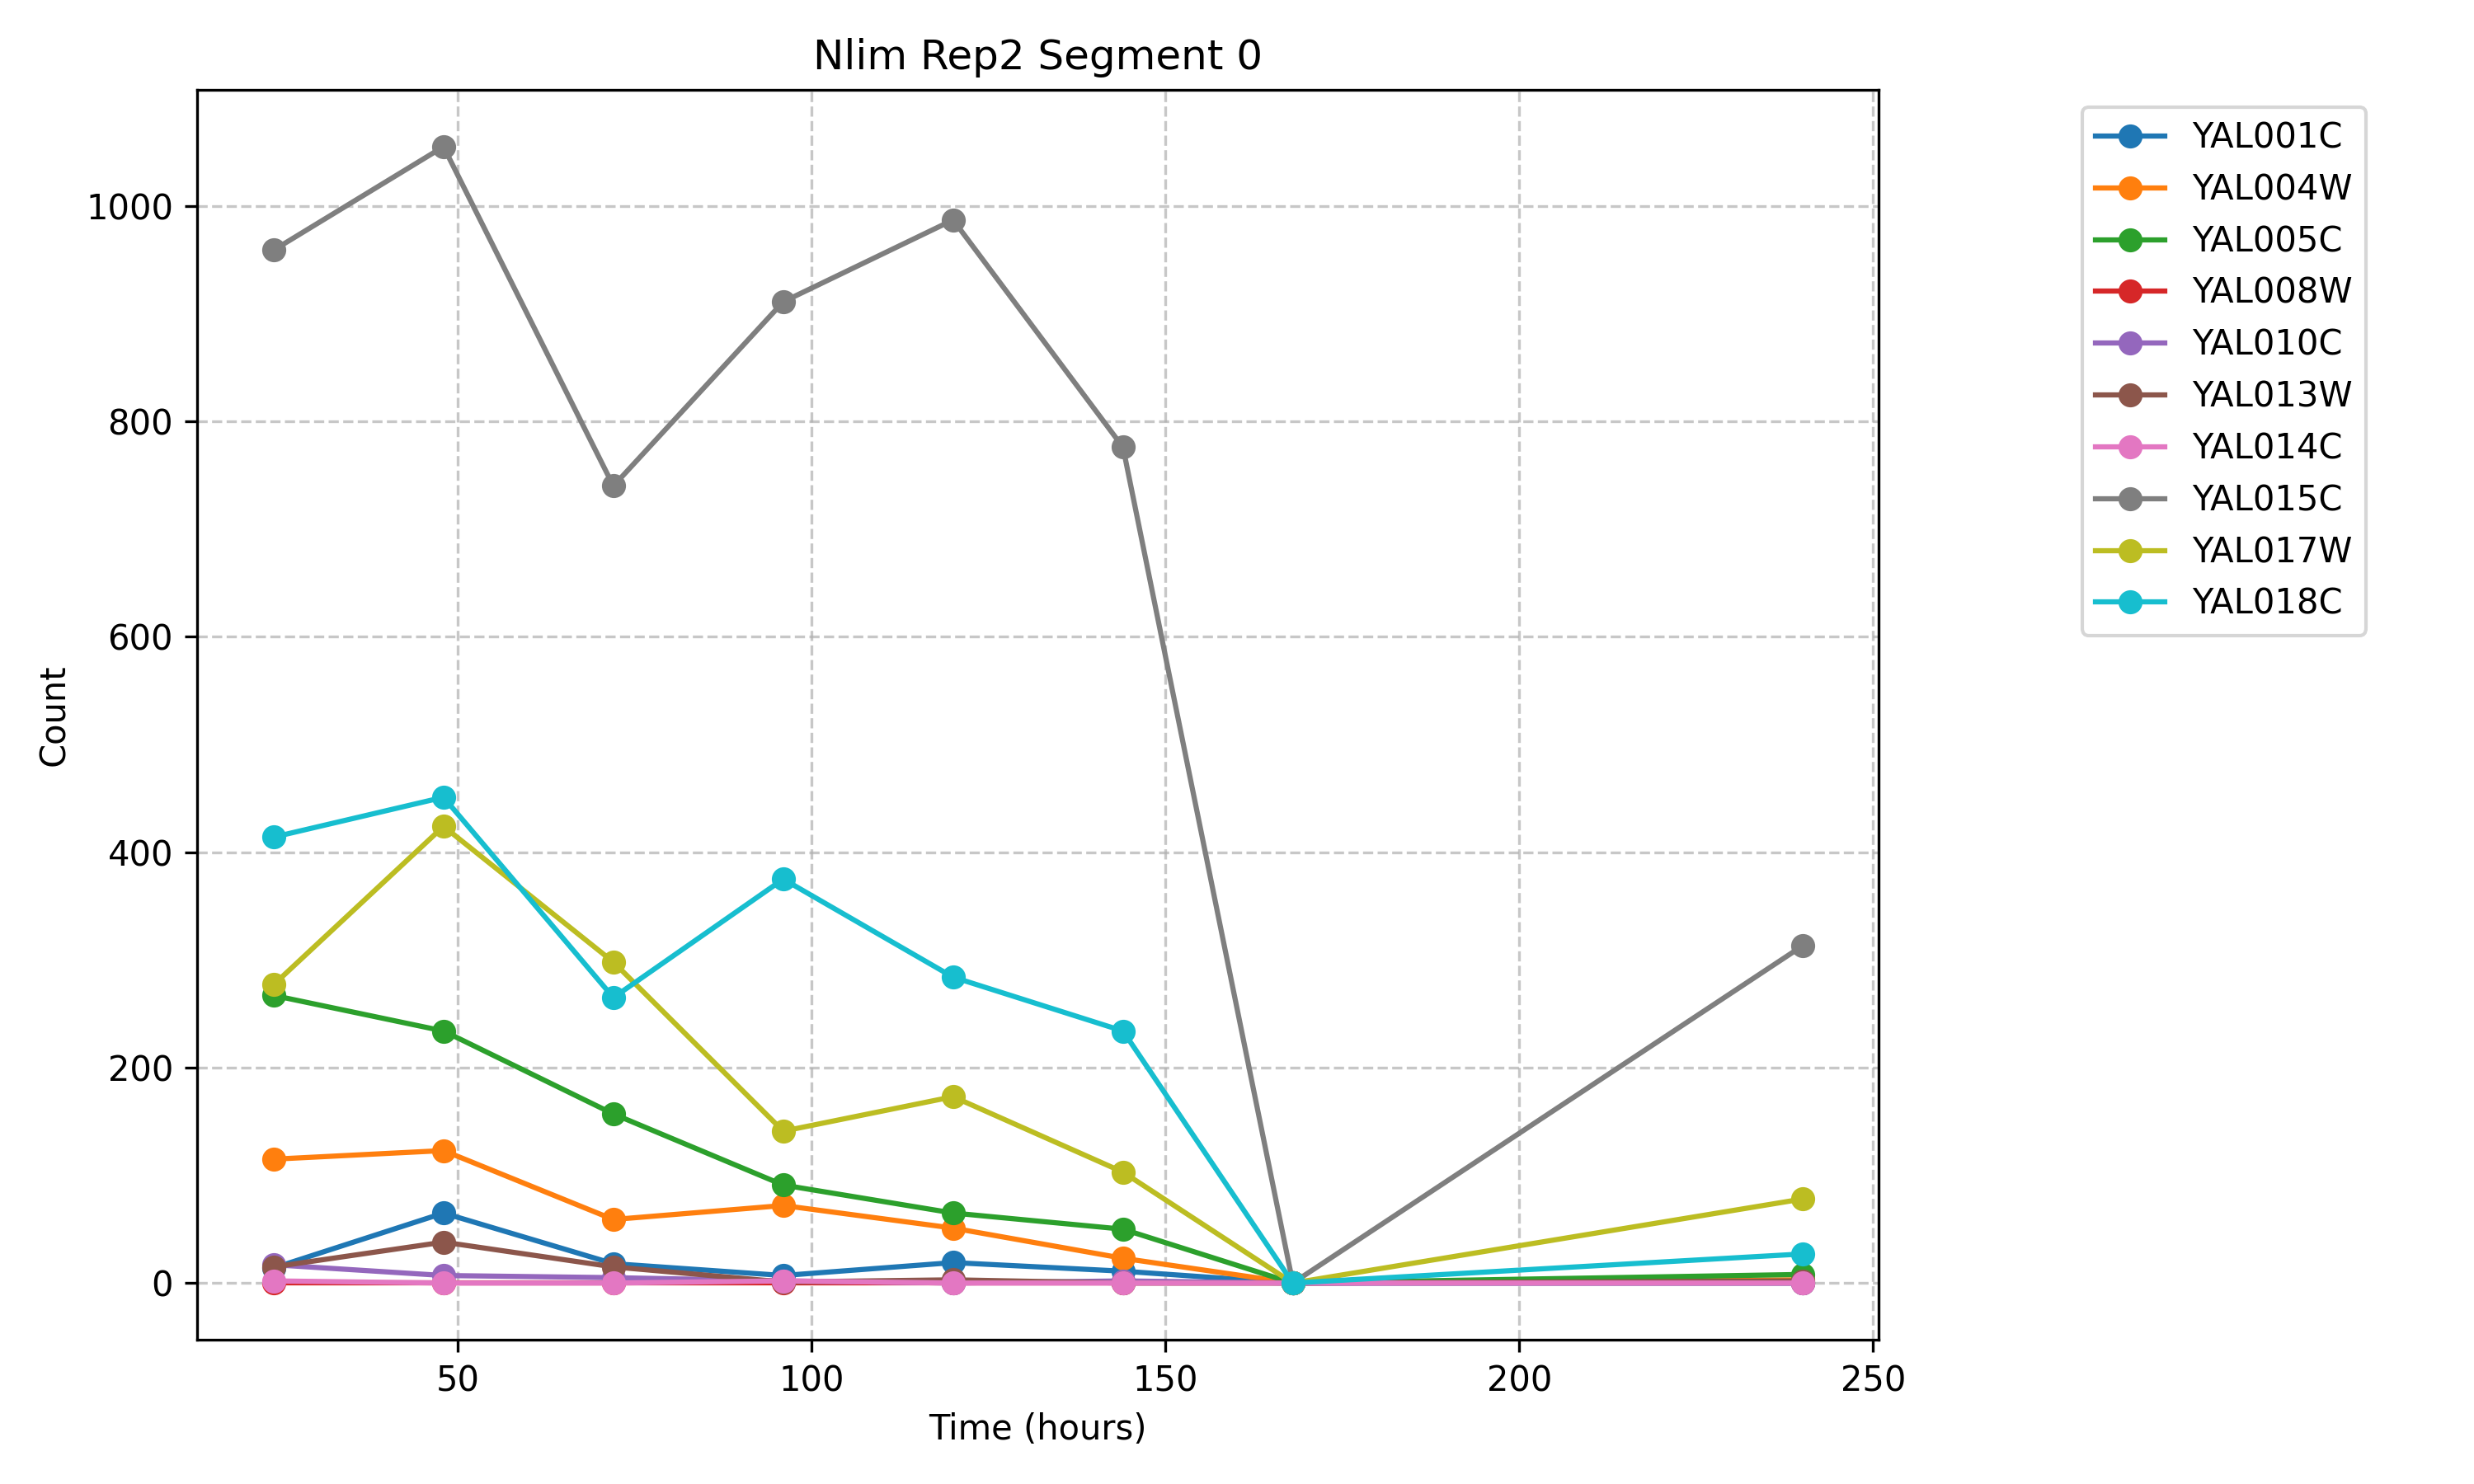 Nlim Rep2 Segment 0
1000
800
600
400
200
0
Count
50
100
150
200
250
Time (hours)
YAL001C
YAL004W
YAL005C
YAL008W
YAL010C
YAL013W
YAL014C
YAL015C
YAL017W
YAL018C